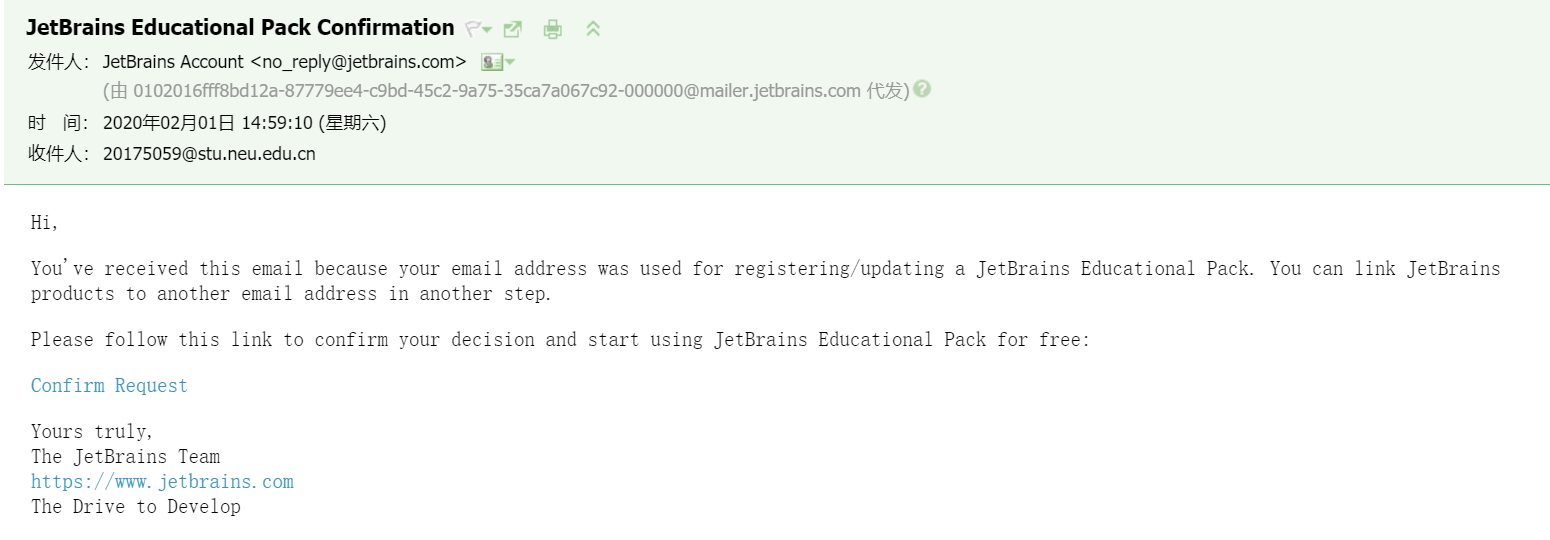 JetBrains Educational Pack Confirmation
发件人： JetBrains Account <no_reply@jetbrains.com>
(由 0102016fff8bd12a-87779ee4-c9bd-45c2-9a75-35ca7a067c92-000000@mailer.jetbrains.com 代发)
时 间： 2020年02月01日 14:59:10 (星期六)
收件人： 20175059@stu.neu.edu.cn
Hi,
You've received this email because your email address was used for registering/updating a JetBrains Educational Pack. You can link JetBrains
products to another email address in another step.
Please follow this link to confirm your decision and start using JetBrains Educational Pack for free:
Confirm Request
Yours truly,
The JetBrains Team
https://www.jetbrains.com
The Drive to Develop